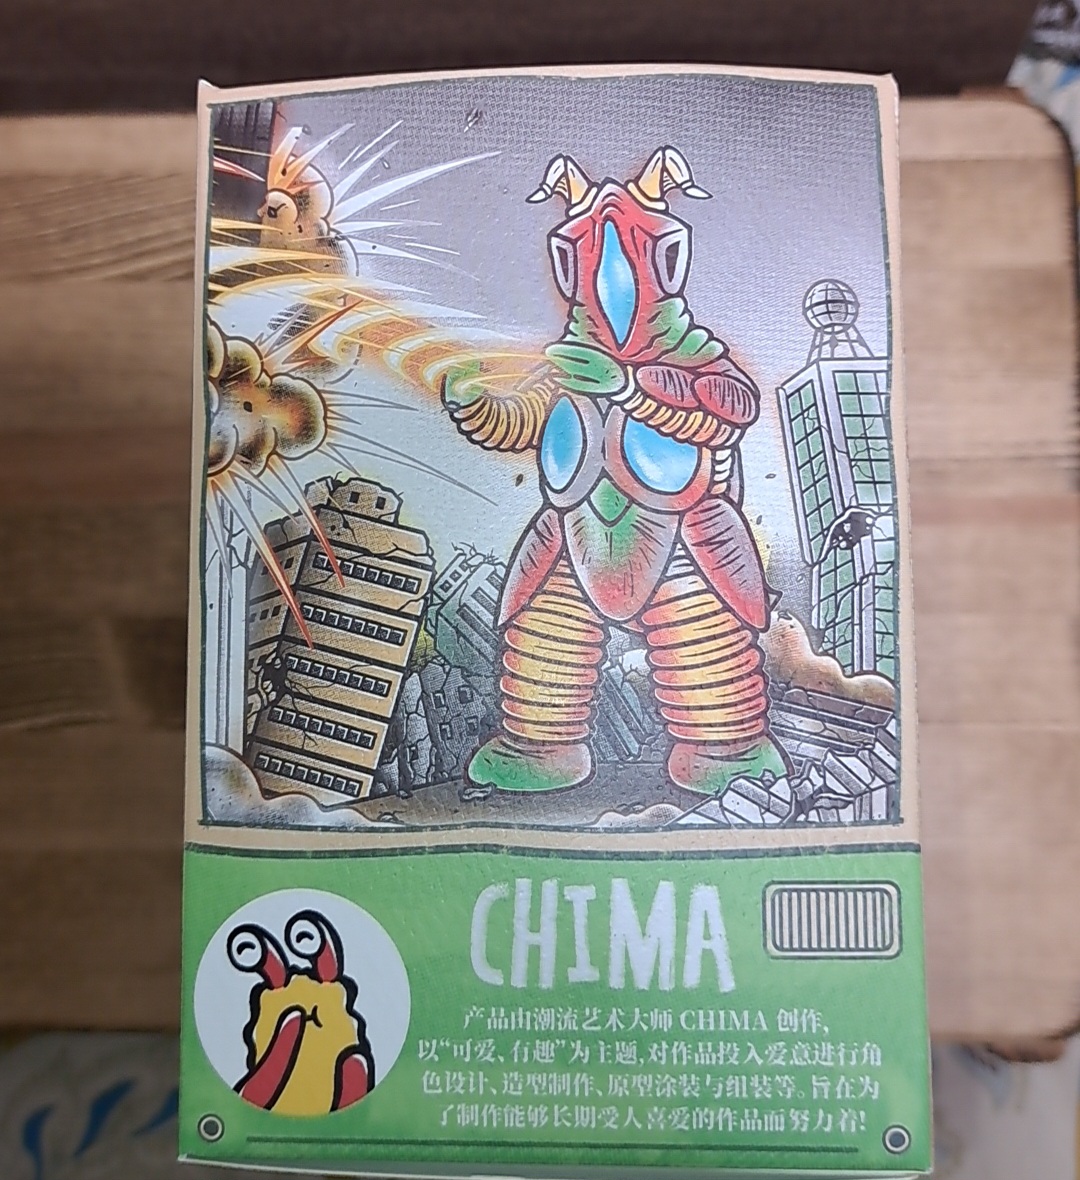 CHIMA
产品由潮流艺术大师 CHIMA 创作,
以“可爱、有趣”为主题,对作品投入爱意进行角
色设计、造型制作、原型涂装与组装等。旨在为
了制作能够长期受人喜爱的作品而努力着!